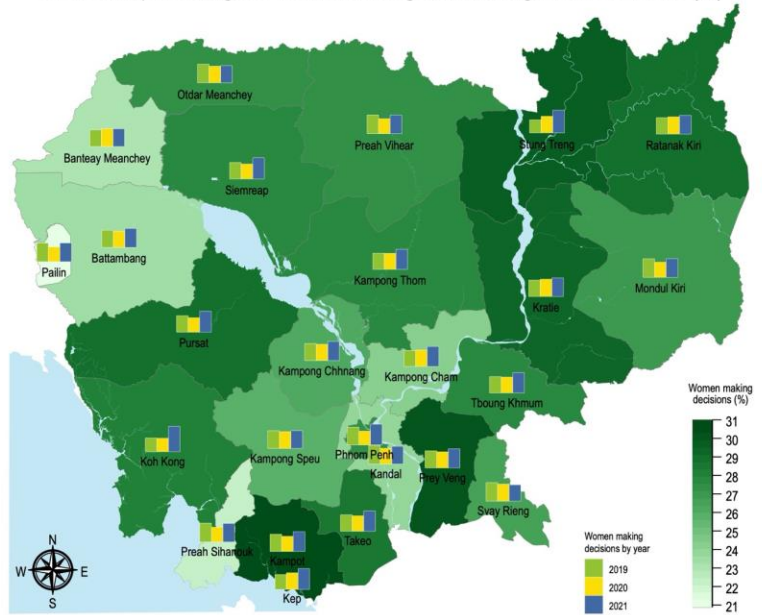 Otdar Meanchey
Banteay Meanchey
Preah Vihear
Stung Treng
Ratanak Kiri
Siemreap
Battambang
Pailin
Kampong Thom
Mondul Kiri
Kratie
Pursat
Kampong Chhnang
Kampong Cham
Tboung Khmum
Koh Kong
Kampong Speu
Phhom Penh
Kandal
Prey Veng
Svay Rieng
Preah Sihanouk
Kampot
Takeo
Kep
N
W
E
S
Women making
decisions (%)
31
30
29
28
27
26
25
24
23
22
21
Women making
decisions by year
2019
2020
2021